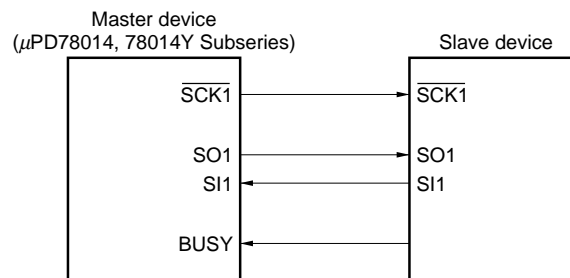 Master device
(µPD78014, 78014Y Subseries)
Slave device
SCK1
SCK1
SO1
SO1
SI1
SI1
BUSY